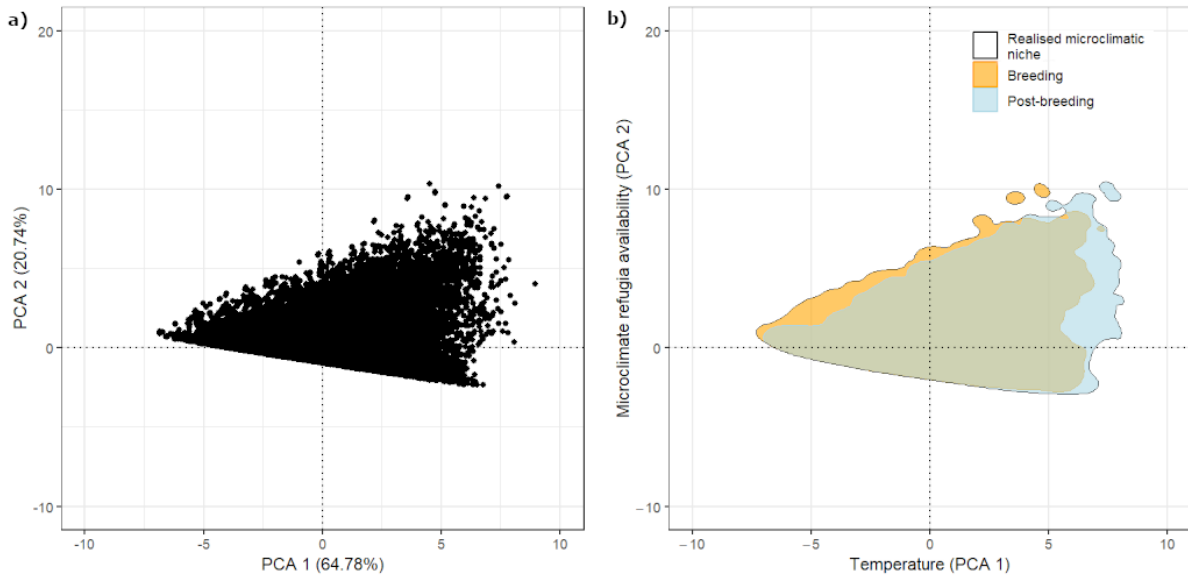 a)
20
10
0
-10
PCA 2 (20.74%)
-10
-5
0
5
10
PCA 1 (64.78%)
b)
20
10
0
−10
Microclimate refugia availability (PCA 2)
Realised microclimatic
niche
Breeding
Post-breeding
−10
−5
0
5
10
Temperature (PCA 1)